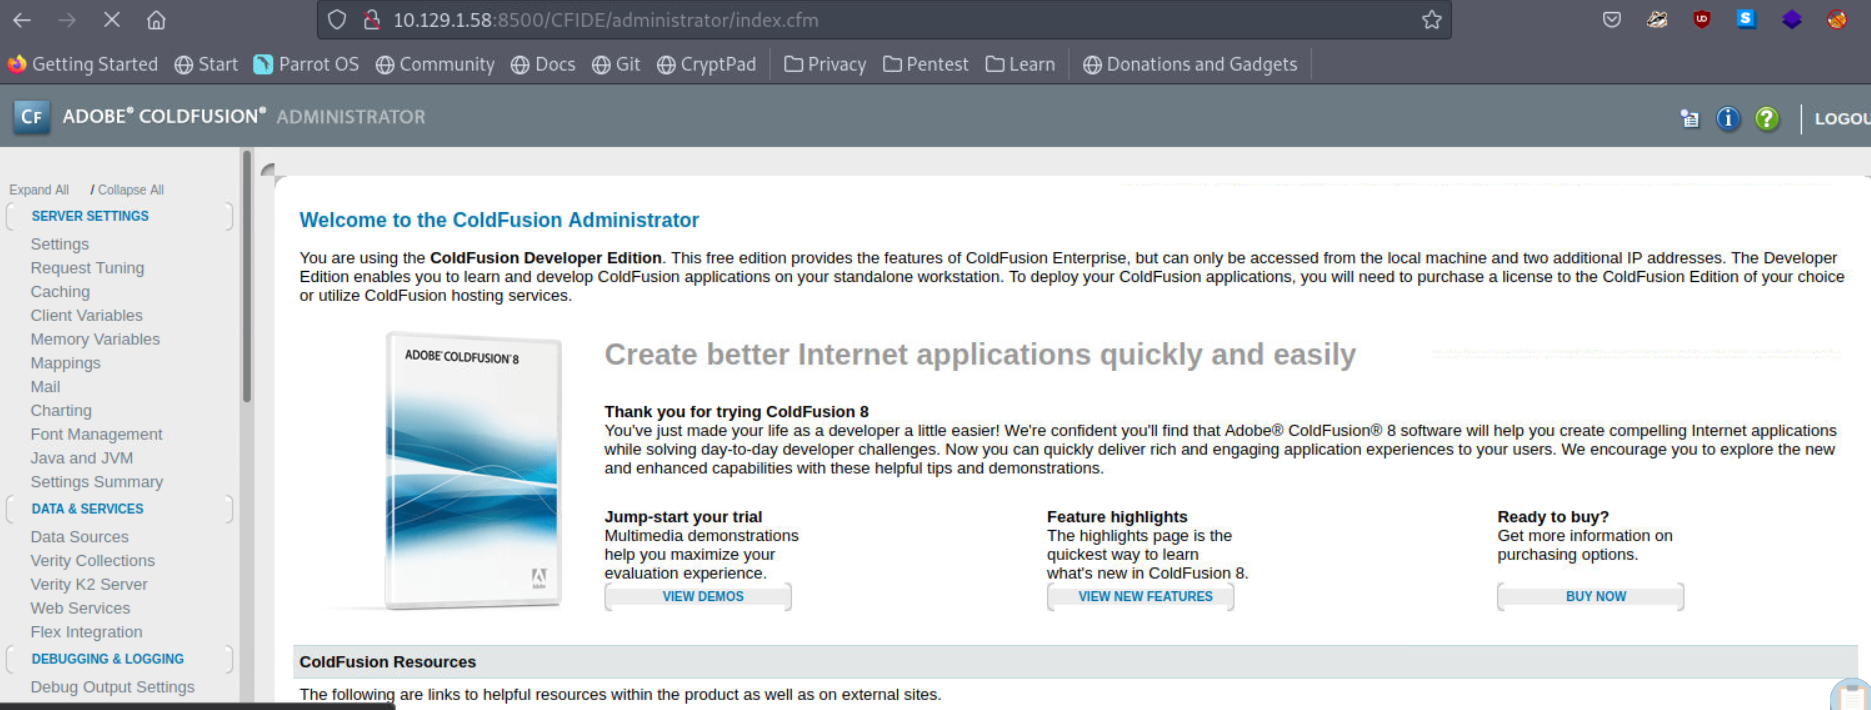 10.129.1.58:8500/CFIDE/administrator/index.cfm
Getting Started Start Parrot OS Community Docs Git CryptPad Privacy Pentest Learn Donations and Gadgets
CF ADOBE® COLDFUSION® ADMINISTRATOR
LOGOU
Expand All / Collapse All
SERVER SETTINGS
Settings
Request Tuning
Caching
Client Variables
Memory Variables
Mappings
Mail
Charting
Font Management
Java and JVM
Settings Summary
DATA & SERVICES
Data Sources
Verity Collections
Verity K2 Server
Web Services
Flex Integration
DEBUGGING & LOGGING
Debug Output Settings
Welcome to the ColdFusion Administrator
You are using the ColdFusion Developer Edition. This free edition provides the features of ColdFusion Enterprise, but can only be accessed from the local machine and two additional IP addresses. The Developer
Edition enables you to learn and develop ColdFusion applications on your standalone workstation. To deploy your ColdFusion applications, you will need to purchase a license to the ColdFusion Edition of your choice
or utilize ColdFusion hosting services.
ADOBE® COLDFUSION® 8
Adobe
Create better Internet applications quickly and easily
Thank you for trying ColdFusion 8
You've just made your life as a developer a little easier! We're confident you'll find that Adobe® ColdFusion® 8 software will help you create compelling Internet applications
while solving day-to-day developer challenges. Now you can quickly deliver rich and engaging application experiences to your users. We encourage you to explore the new
and enhanced capabilities with these helpful tips and demonstrations.
Jump-start your trial
Multimedia demonstrations
help you maximize your
evaluation experience.
VIEW DEMOS
Feature highlights
The highlights page is the
quickest way to learn
what's new in ColdFusion 8.
VIEW NEW FEATURES
Ready to buy?
Get more information on
purchasing options.
BUY NOW
ColdFusion Resources
The following are links to helpful resources within the product as well as on external sites.